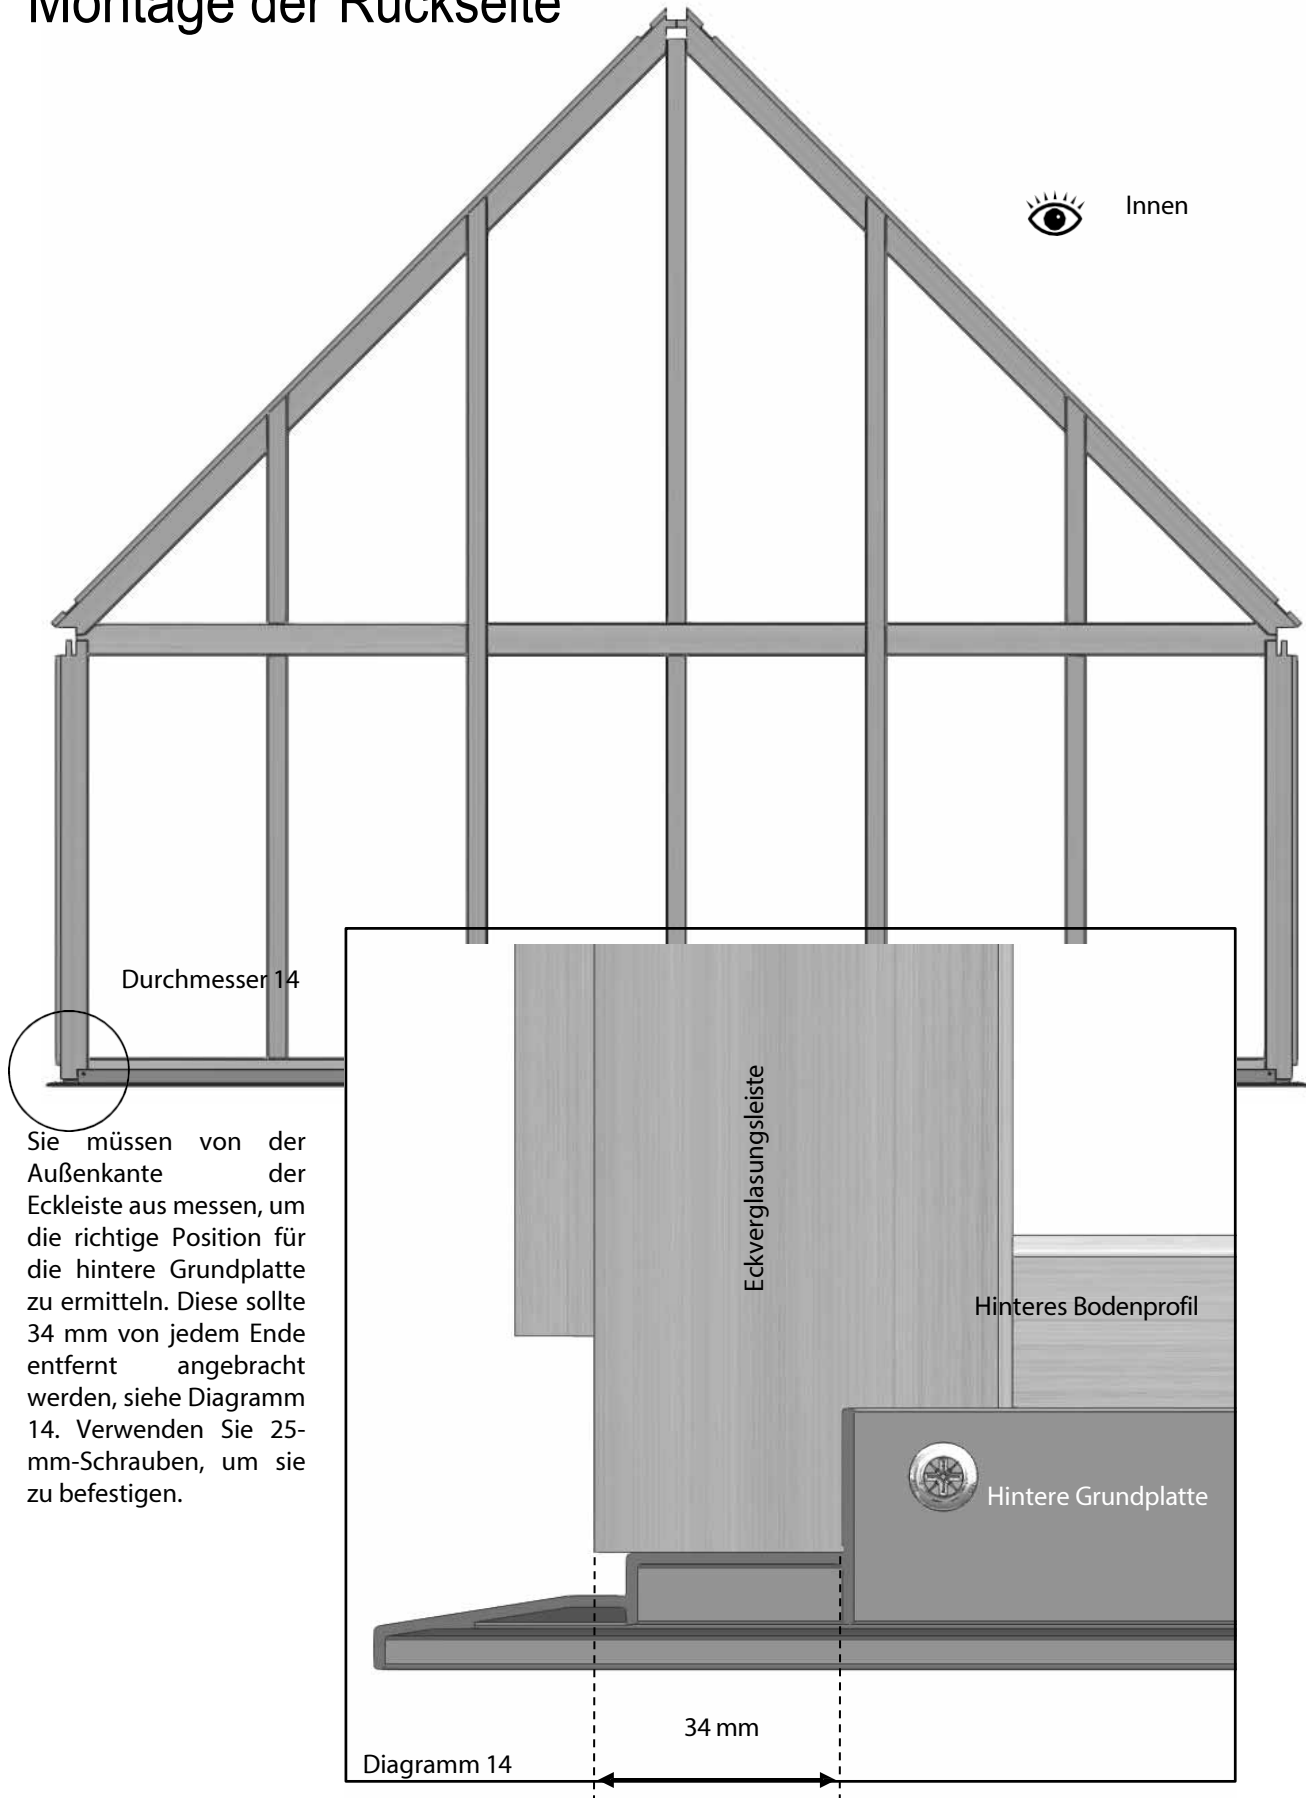 Montage der Rückseite
Innen
Durchmesser 14
Sie müssen von der
Außenkante der
Eckleiste aus messen, um
die richtige Position für
die hintere Grundplatte
zu ermitteln. Diese sollte
34 mm von jedem Ende
entfernt angebracht
werden, siehe Diagramm
14. Verwenden Sie 25-
mm-Schrauben, um sie
zu befestigen.
Eckverglasungsleiste
Hinteres Bodenprofil
Hintere Grundplatte
34 mm
Diagramm 14